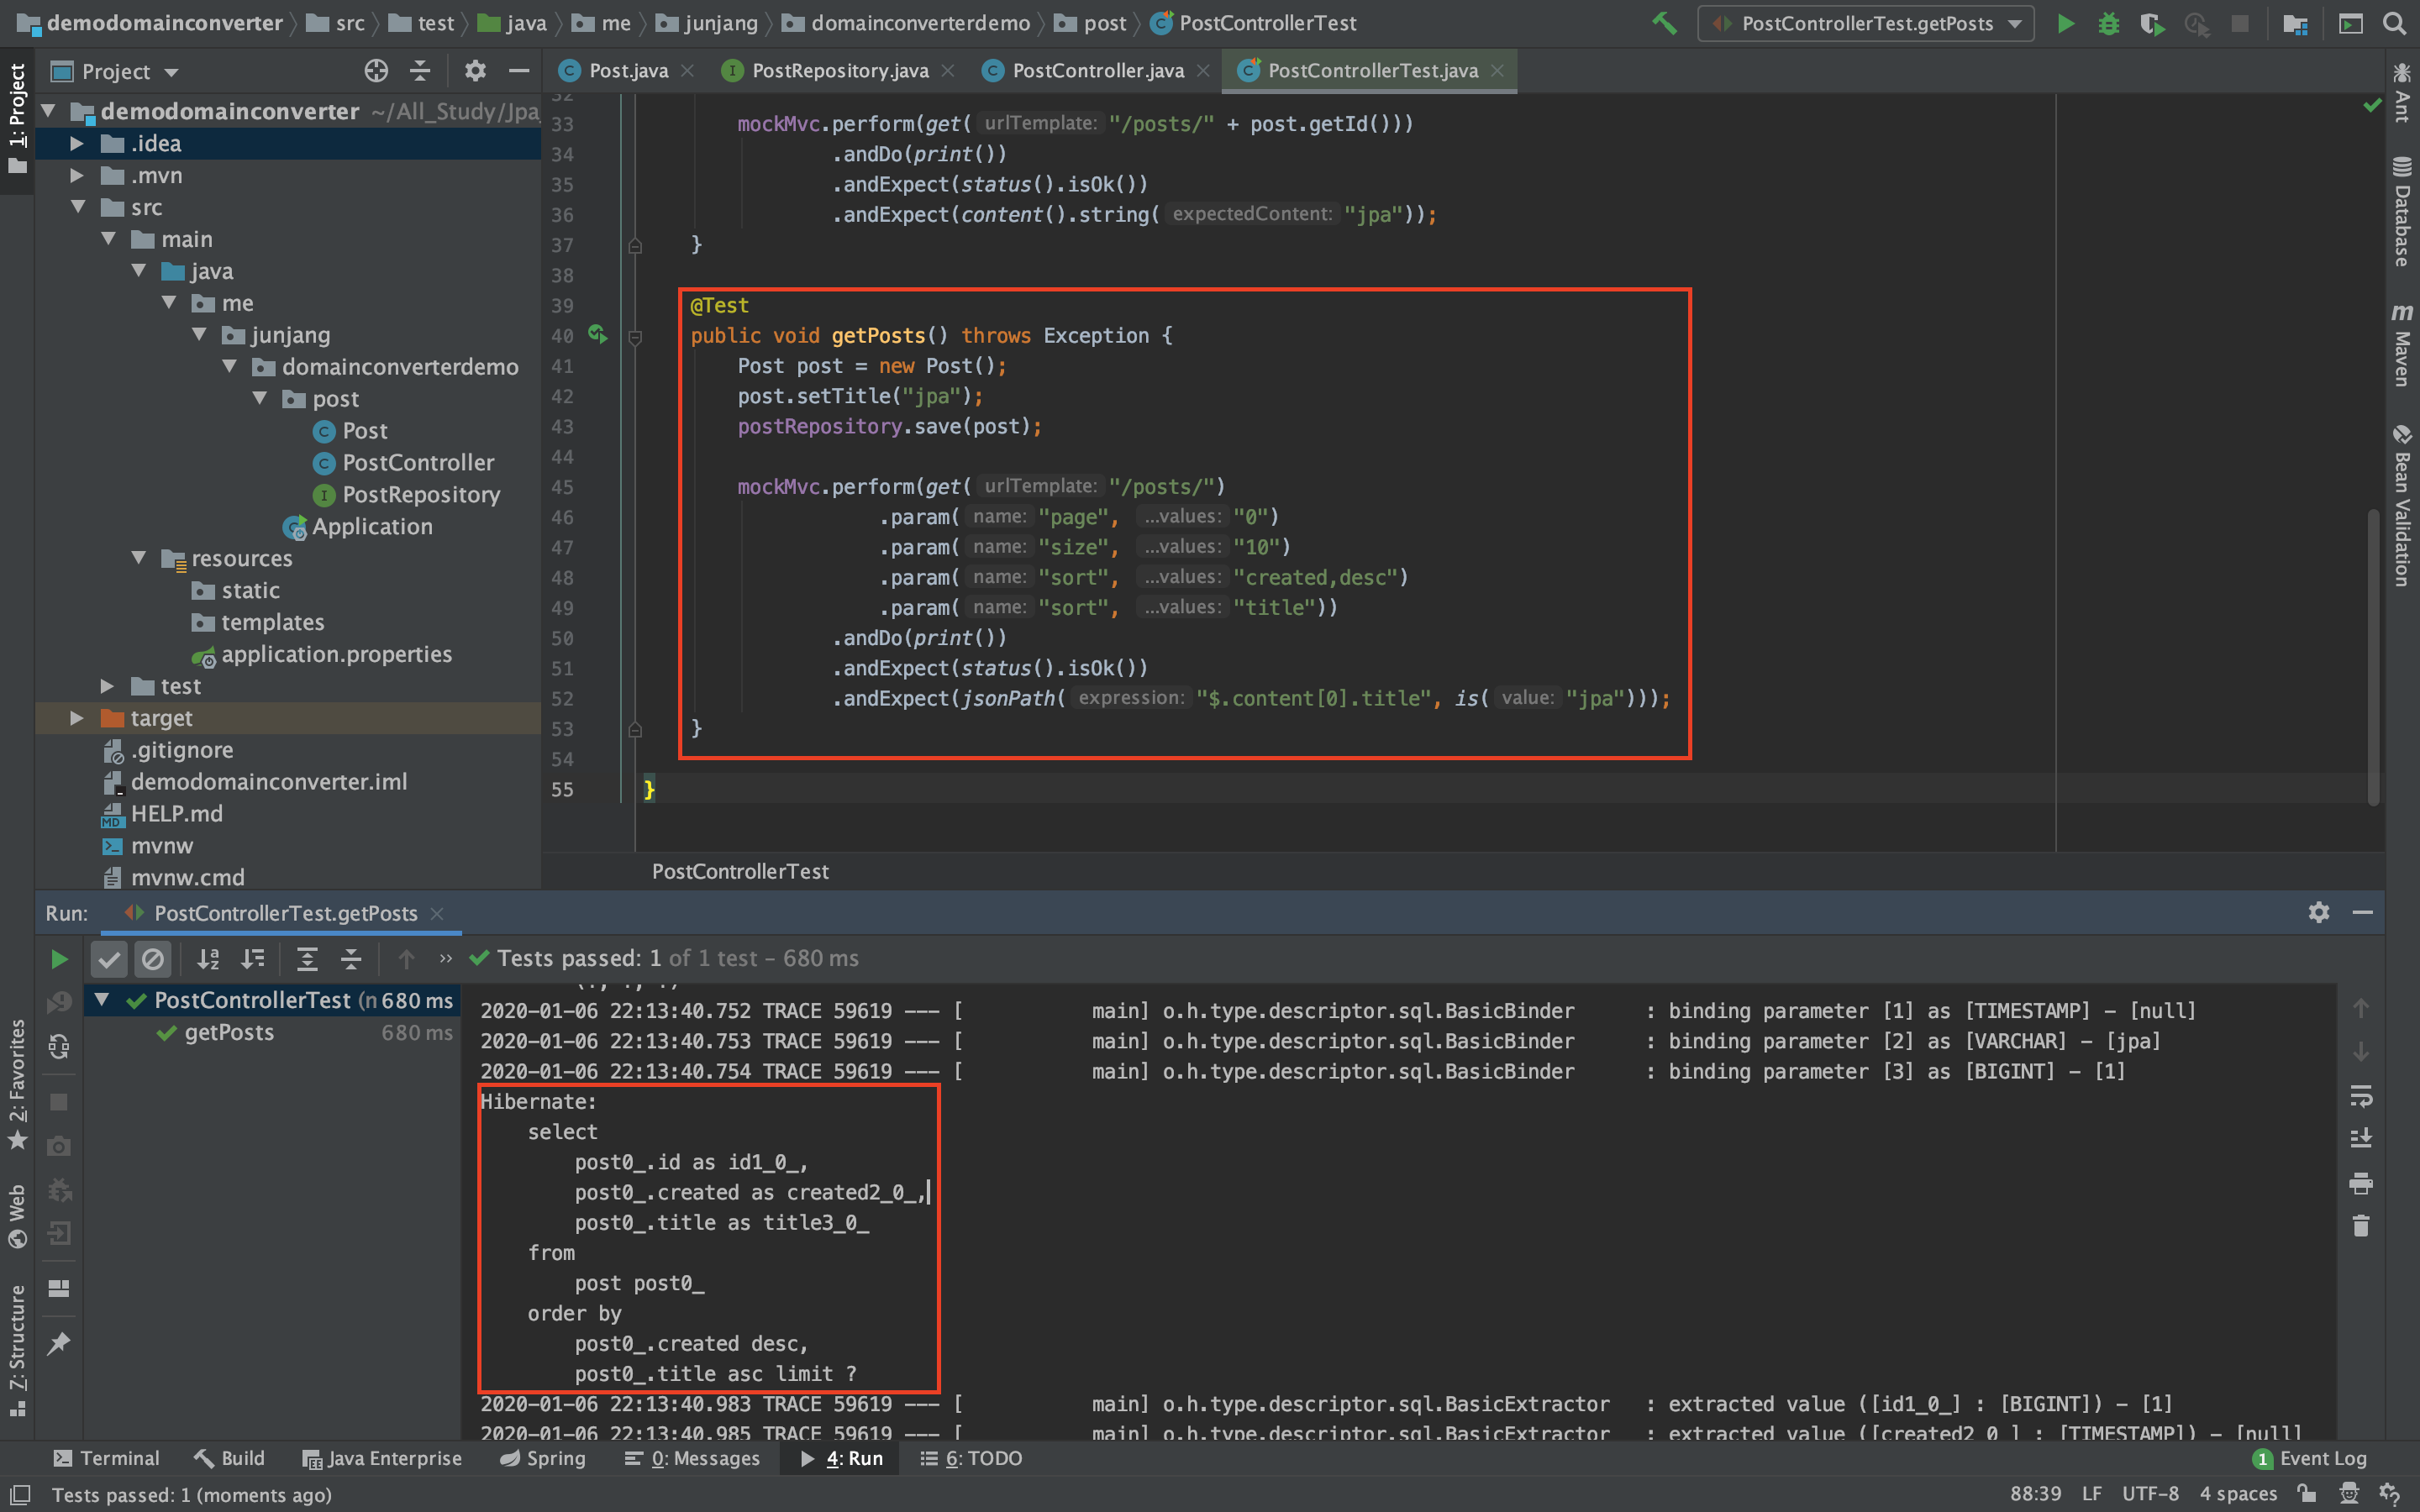 demodomainconverter src test java me junjang domainconverterdemo post PostControllerTest PostControllerTest.getPosts
1: Project
Project
Post.java PostRepository.java PostController.java PostControllerTest.java
demodomainconverter ~/All_Study/Jpa
.idea
.mvn
src
main
java
me
junjang
domainconverterdemo
post
Post
PostController
PostRepository
Application
resources
static
templates
application.properties
test
target
.gitignore
demodomainconverter.iml
HELP.md
mvnw
mvnw.cmd
32
33 mockMvc.perform(get( urlTemplate: "/posts/" + post.getId()))
34 .andDo(print())
35 .andExpect(status().isOk())
36 .andExpect(content().string( expectedContent: "jpa"));
37 }
38
39 @Test
40 public void getPosts() throws Exception {
41 Post post = new Post();
42 post.setTitle("jpa");
43 postRepository.save(post);
44
45 mockMvc.perform(get( urlTemplate: "/posts/")
46 .param( name: "page", ...values: "0")
47 .param( name: "size", ...values: "10")
48 .param( name: "sort", ...values: "created,desc")
49 .param( name: "sort", ...values: "title"))
50 .andDo(print())
51 .andExpect(status().isOk())
52 .andExpect(jsonPath( expression: "$.content[0].title", is( value: "jpa")));
53 }
54
55 }
PostControllerTest
Ant
Database
Maven
Bean Validation
Run: PostControllerTest.getPosts
Tests passed: 1 of 1 test – 680 ms
PostControllerTest (n 680 ms
getPosts 680 ms
2020-01-06 22:13:40.752 TRACE 59619 --- [ main] o.h.type.descriptor.sql.BasicBinder : binding parameter [1] as [TIMESTAMP] - [null]
2020-01-06 22:13:40.753 TRACE 59619 --- [ main] o.h.type.descriptor.sql.BasicBinder : binding parameter [2] as [VARCHAR] - [jpa]
2020-01-06 22:13:40.754 TRACE 59619 --- [ main] o.h.type.descriptor.sql.BasicBinder : binding parameter [3] as [BIGINT] - [1]
Hibernate:
select
post0_.id as id1_0_,
post0_.created as created2_0_,
post0_.title as title3_0_
from
post post0_
order by
post0_.created desc,
post0_.title asc limit ?
2020-01-06 22:13:40.983 TRACE 59619 --- [ main] o.h.type.descriptor.sql.BasicExtractor : extracted value ([id1_0_] : [BIGINT]) - [1]
2020-01-06 22:13:40.985 TRACE 59619 --- [ main] o.h.type.descriptor.sql.BasicExtractor : extracted value ([created2_0_] : [TIMESTAMP]) - [null]
2: Favorites
Web
Z: Structure
Terminal Build Java Enterprise Spring 0: Messages 4: Run 6: TODO 1 Event Log
Tests passed: 1 (moments ago) 88:39 LF UTF-8 4 spaces